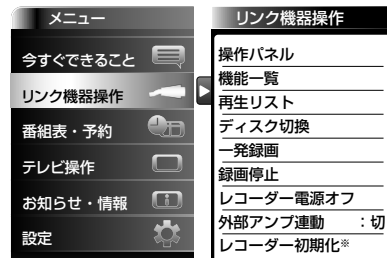 メニュー
今すぐできること
リンク機器操作
番組表・予約
テレビ操作
お知らせ・情報
設定
リンク機器操作
操作パネル
機能一覧
再生リスト
ディスク切換
一発録画
録画停止
レコーダー電源オフ
外部アンプ連動 :切
レコーダー初期化※